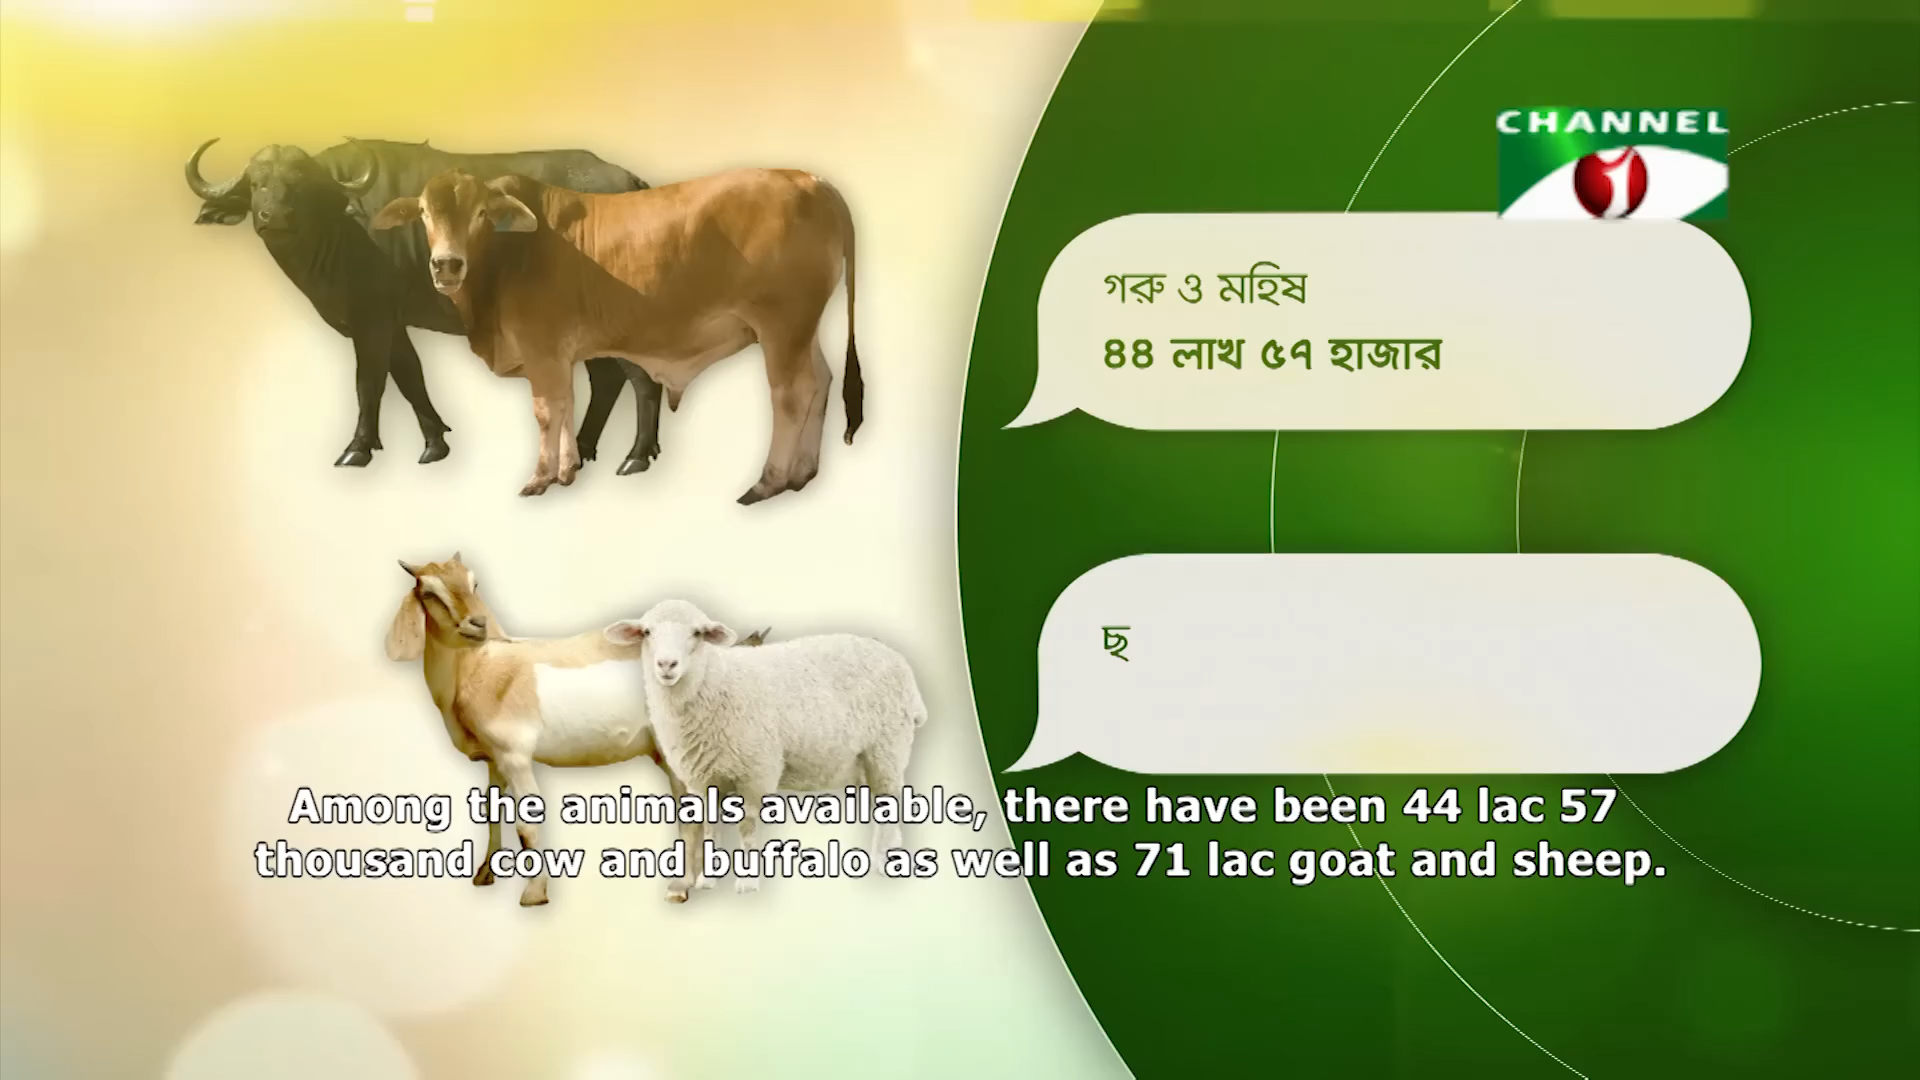 CHANNEL
1
গরু ও মহিষ
৪৪ লাখ ৫৭ হাজার
ছ
Among the animals available, there have been 44 lac 57
thousand cow and buffalo as well as 71 lac goat and sheep.